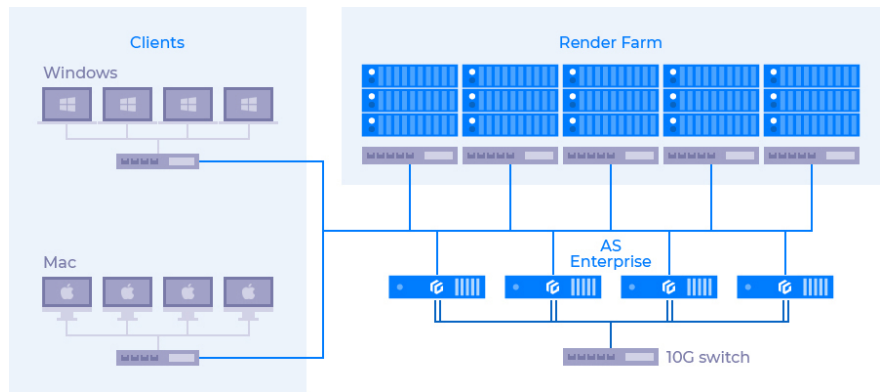 Clients
Windows
Mac
Render Farm
AS
Enterprise
10G switch